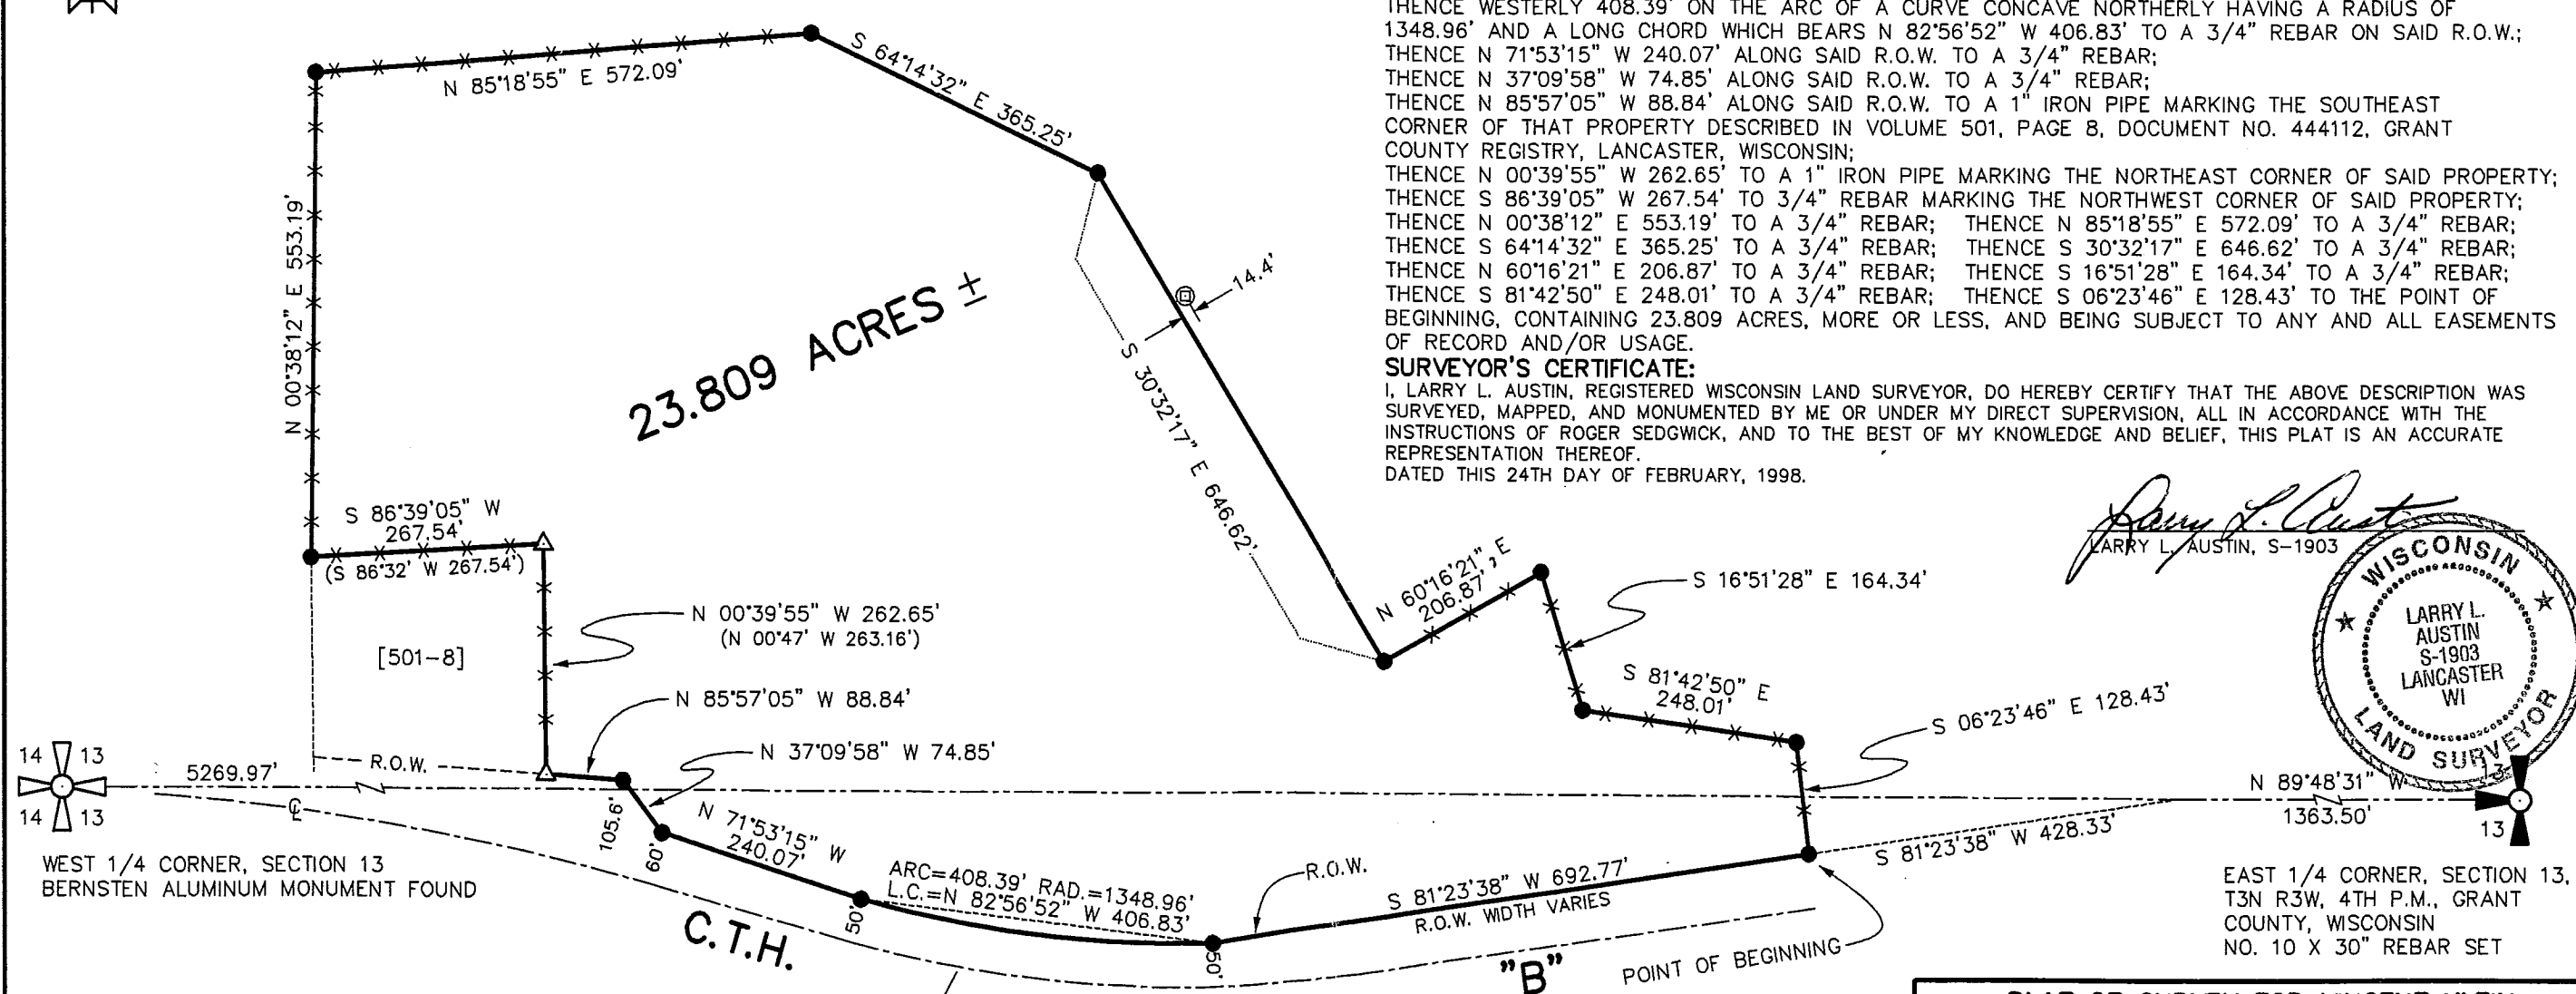 THENCE WESTERLY 408.39' ON THE ARC OF A CURVE CONCAVE NORTHERLY HAVING A RADIUS OF
1348.96' AND A LONG CHORD WHICH BEARS N 82°56'52" W 406.83' TO A 3/4" REBAR ON SAID R.O.W.;
THENCE N 71°53'15" W 240.07' ALONG SAID R.O.W. TO A 3/4" REBAR;
THENCE N 37°09'58" W 74.85' ALONG SAID R.O.W. TO A 3/4" REBAR;
THENCE N 85°57'05" W 88.84' ALONG SAID R.O.W. TO A 1" IRON PIPE MARKING THE SOUTHEAST
CORNER OF THAT PROPERTY DESCRIBED IN VOLUME 501, PAGE 8, DOCUMENT NO. 444112, GRANT
COUNTY REGISTRY, LANCASTER, WISCONSIN;
THENCE N 00°39'55" W 262.65' TO A 1" IRON PIPE MARKING THE NORTHEAST CORNER OF SAID PROPERTY;
THENCE S 86°39'05" W 267.54' TO 3/4" REBAR MARKING THE NORTHWEST CORNER OF SAID PROPERTY;
THENCE N 00°38'12" E 553.19' TO A 3/4" REBAR; THENCE N 85°18'55" E 572.09' TO A 3/4" REBAR;
THENCE S 64°14'32" E 365.25' TO A 3/4" REBAR; THENCE S 30°32'17" E 646.62' TO A 3/4" REBAR;
THENCE N 60°16'21" E 206.87' TO A 3/4" REBAR; THENCE S 16°51'28" E 164.34' TO A 3/4" REBAR;
THENCE S 81°42'50" E 248.01' TO A 3/4" REBAR; THENCE S 06°23'46" E 128.43' TO THE POINT OF
BEGINNING, CONTAINING 23.809 ACRES, MORE OR LESS, AND BEING SUBJECT TO ANY AND ALL EASEMENTS
OF RECORD AND/OR USAGE.
SURVEYOR'S CERTIFICATE:
I, LARRY L. AUSTIN, REGISTERED WISCONSIN LAND SURVEYOR, DO HEREBY CERTIFY THAT THE ABOVE DESCRIPTION WAS
SURVEYED, MAPPED, AND MONUMENTED BY ME OR UNDER MY DIRECT SUPERVISION, ALL IN ACCORDANCE WITH THE
INSTRUCTIONS OF ROGER SEDGWICK, AND TO THE BEST OF MY KNOWLEDGE AND BELIEF, THIS PLAT IS AN ACCURATE
REPRESENTATION THEREOF.
DATED THIS 24TH DAY OF FEBRUARY, 1998.
Larry L. Austin
LARRY L. AUSTIN, S-1903
WISCONSIN
LARRY L.
AUSTIN
S-1903
LANCASTER
WI
LAND SURVEYOR
N 85°18'55" E 572.09'
S 64°14'32" E 365.25'
N 00°38'12" E 553.19'
23.809 ACRES ±
14.4'
S 30°32'17" E 646.62'
S 86°39'05" W
267.54'
(S 86°32' W 267.54')
N 00°39'55" W 262.65'
(N 00°47' W 263.16')
[501-8]
N 85°57'05" W 88.84'
N 37°09'58" W 74.85'
N 60°16'21" E
206.87'
S 16°51'28" E 164.34'
S 81°42'50" E
248.01'
S 06°23'46" E 128.43'
14 13
14 13
5269.97'
R.O.W.
℄
105.6'
60'
N 71°53'15" W
240.07'
50'
ARC=408.39' RAD.=1348.96'
L.C.=N 82°56'52" W 406.83'
50'
R.O.W.
S 81°23'38" W 692.77'
R.O.W. WIDTH VARIES
S 81°23'38" W 428.33'
N 89°48'31" W
1363.50'
13
13
WEST 1/4 CORNER, SECTION 13
BERNSTEN ALUMINUM MONUMENT FOUND
C.T.H.
"B"
POINT OF BEGINNING
EAST 1/4 CORNER, SECTION 13,
T3N R3W, 4TH P.M., GRANT
COUNTY, WISCONSIN
NO. 10 X 30" REBAR SET